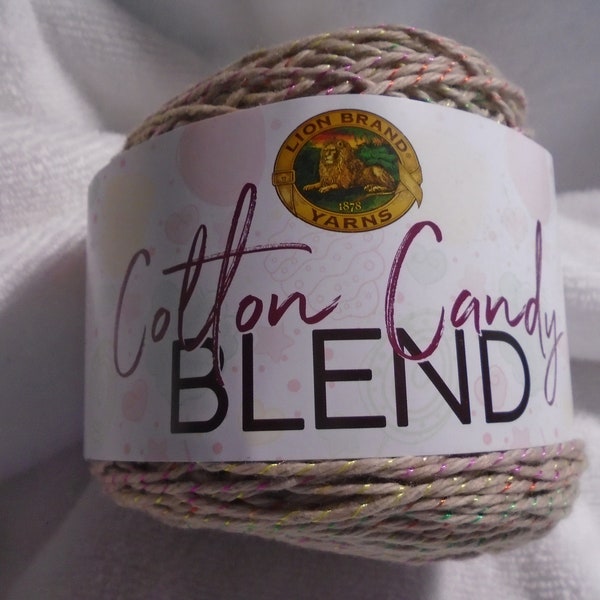 LION BRAND®
1878
YARNS
Cotton Candy
BLEND